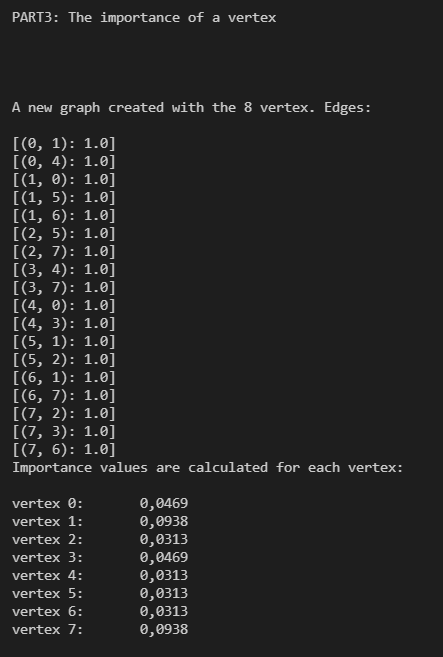 PART3: The importance of a vertex
A new graph created with the 8 vertex. Edges:
[(0, 1): 1.0]
[(0, 4): 1.0]
[(1, 0): 1.0]
[(1, 5): 1.0]
[(1, 6): 1.0]
[(2, 5): 1.0]
[(2, 7): 1.0]
[(3, 4): 1.0]
[(3, 7): 1.0]
[(4, 0): 1.0]
[(4, 3): 1.0]
[(5, 1): 1.0]
[(5, 2): 1.0]
[(6, 1): 1.0]
[(6, 7): 1.0]
[(7, 2): 1.0]
[(7, 3): 1.0]
[(7, 6): 1.0]
Importance values are calculated for each vertex:
vertex 0: 0,0469
vertex 1: 0,0938
vertex 2: 0,0313
vertex 3: 0,0469
vertex 4: 0,0313
vertex 5: 0,0313
vertex 6: 0,0313
vertex 7: 0,0938